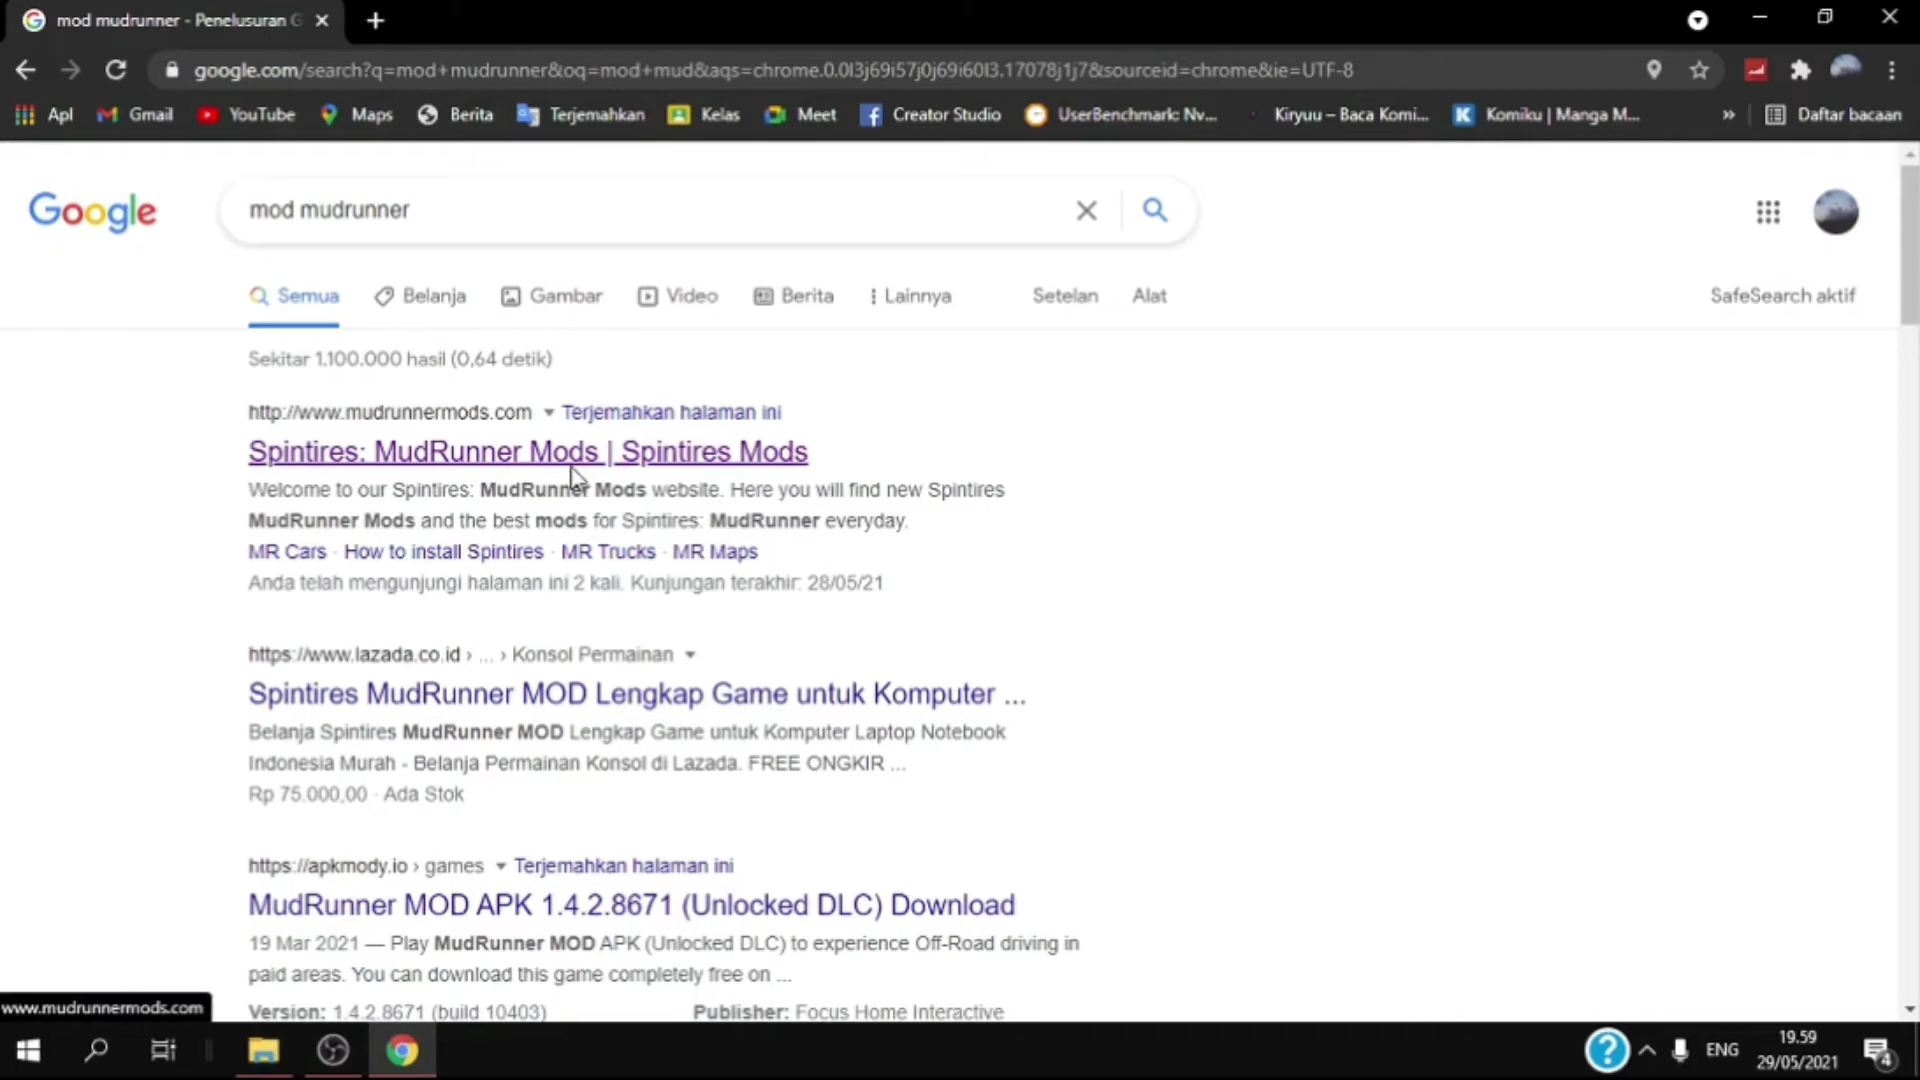 mod mudrunner - Penelusuran G
google.com/search?q=mod+mudrunner&oq=mod+mud&aqs=chrome.0.0l3j69i57j0j69i60l3.17078j1j7&sourceid=chrome&ie=UTF-8
Apl Gmail YouTube Maps Berita Terjemahkan Kelas Meet Creator Studio UserBenchmark: Nv... Kiryuu – Baca Komi... Komiku | Manga M... » Daftar bacaan
Google mod mudrunner
Semua Belanja Gambar Video Berita Lainnya Setelan Alat SafeSearch aktif
Sekitar 1.100.000 hasil (0,64 detik)
http://www.mudrunnermods.com Terjemahkan halaman ini
Spintires: MudRunner Mods | Spintires Mods
Welcome to our Spintires: MudRunner Mods website. Here you will find new Spintires
MudRunner Mods and the best mods for Spintires: MudRunner everyday.
MR Cars · How to install Spintires · MR Trucks · MR Maps
Anda telah mengunjungi halaman ini 2 kali. Kunjungan terakhir: 28/05/21
https://www.lazada.co.id › ... › Konsol Permainan
Spintires MudRunner MOD Lengkap Game untuk Komputer ...
Belanja Spintires MudRunner MOD Lengkap Game untuk Komputer Laptop Notebook
Indonesia Murah - Belanja Permainan Konsol di Lazada. FREE ONGKIR ...
Rp 75.000,00 · Ada Stok
https://apkmody.io › games Terjemahkan halaman ini
MudRunner MOD APK 1.4.2.8671 (Unlocked DLC) Download
19 Mar 2021 — Play MudRunner MOD APK (Unlocked DLC) to experience Off-Road driving in
paid areas. You can download this game completely free on ...
Version: 1.4.2.8671 (build 10403) Publisher: Focus Home Interactive
www.mudrunnermods.com
ENG 19.59
29/05/2021 4